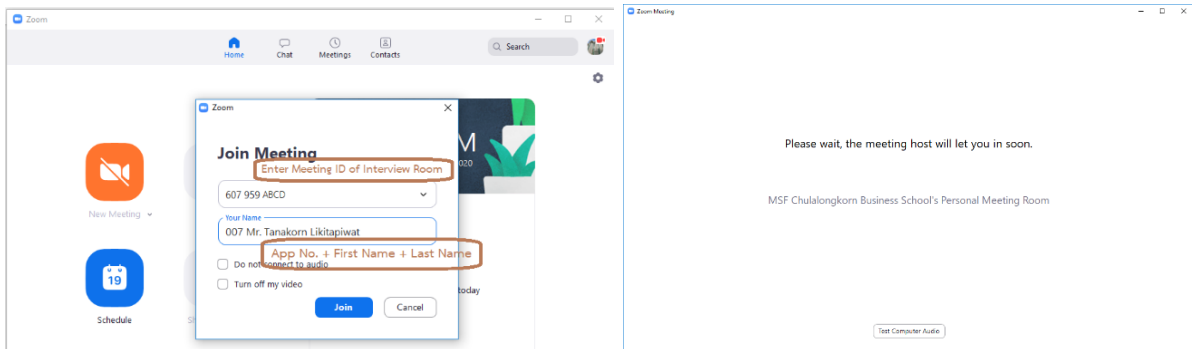 Zoom
Home
Chat
Meetings
Contacts
Search
Zoom
Join Meeting
Enter Meeting ID of Interview Room
607 959 ABCD
Your Name
007 Mr. Tanakorn Likitapiwat
App No. + First Name + Last Name
Do not connect to audio
Turn off my video
Join
Cancel
New Meeting
19
Schedule
M
2020
today
Zoom Meeting
Please wait, the meeting host will let you in soon.
MSF Chulalongkorn Business School's Personal Meeting Room
Test Computer Audio